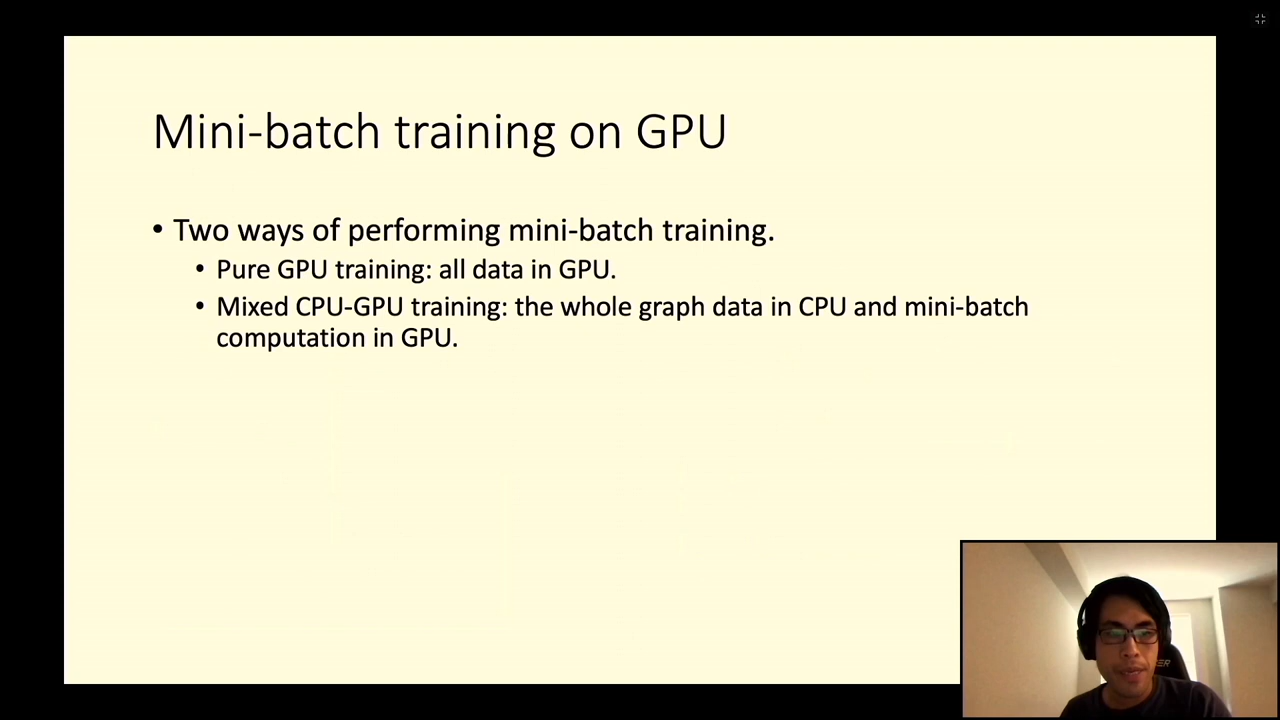 Mini-batch training on GPU
• Two ways of performing mini-batch training.
• Pure GPU training: all data in GPU.
• Mixed CPU-GPU training: the whole graph data in CPU and mini-batch
computation in GPU.